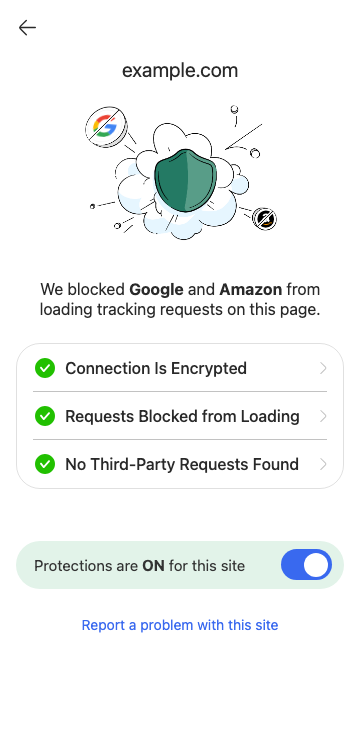 example.com
We blocked Google and Amazon from
loading tracking requests on this page.
Connection Is Encrypted
Requests Blocked from Loading
No Third-Party Requests Found
Protections are ON for this site
Report a problem with this site